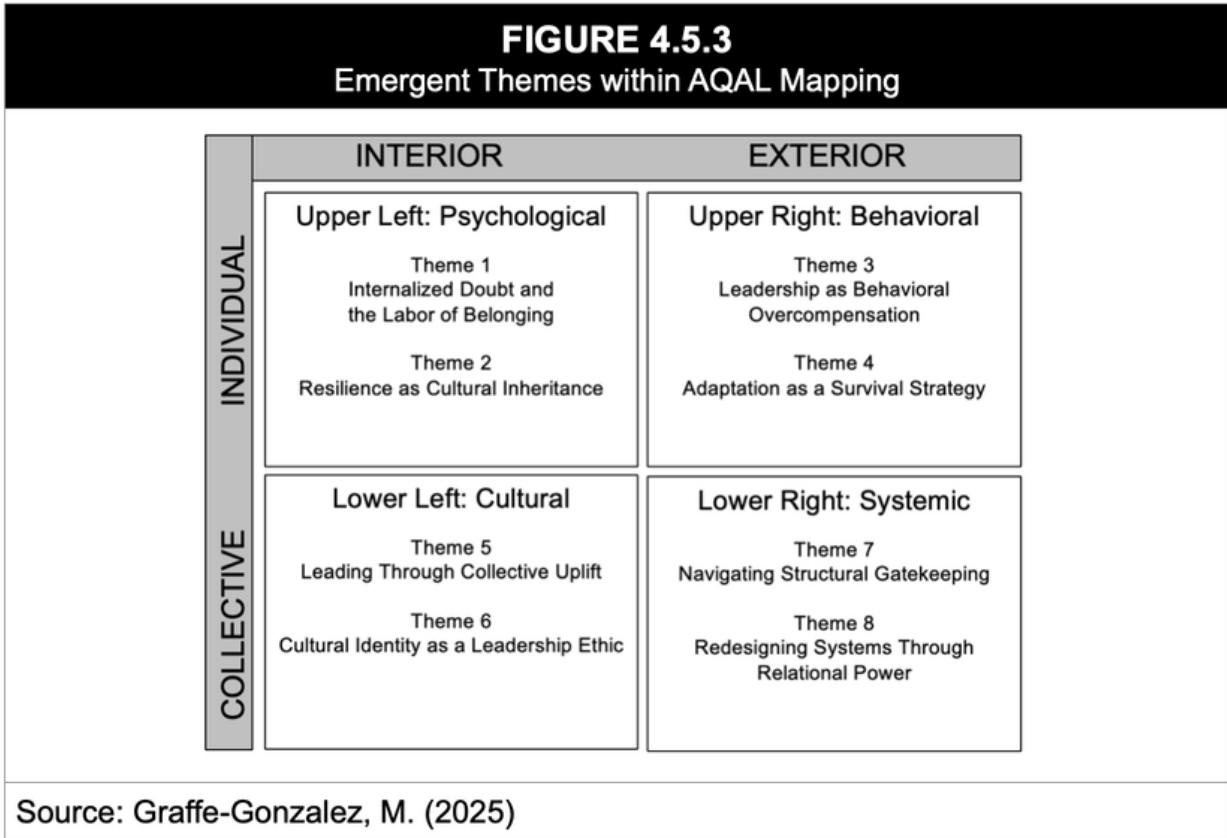 FIGURE 4.5.3
Emergent Themes within AQAL Mapping
INTERIOR
EXTERIOR
INDIVIDUAL
Upper Left: Psychological
Theme 1
Internalized Doubt and
the Labor of Belonging
Theme 2
Resilience as Cultural Inheritance
Upper Right: Behavioral
Theme 3
Leadership as Behavioral
Overcompensation
Theme 4
Adaptation as a Survival Strategy
COLLECTIVE
Lower Left: Cultural
Theme 5
Leading Through Collective Uplift
Theme 6
Cultural Identity as a Leadership Ethic
Lower Right: Systemic
Theme 7
Navigating Structural Gatekeeping
Theme 8
Redesigning Systems Through
Relational Power
Source: Graffe-Gonzalez, M. (2025)